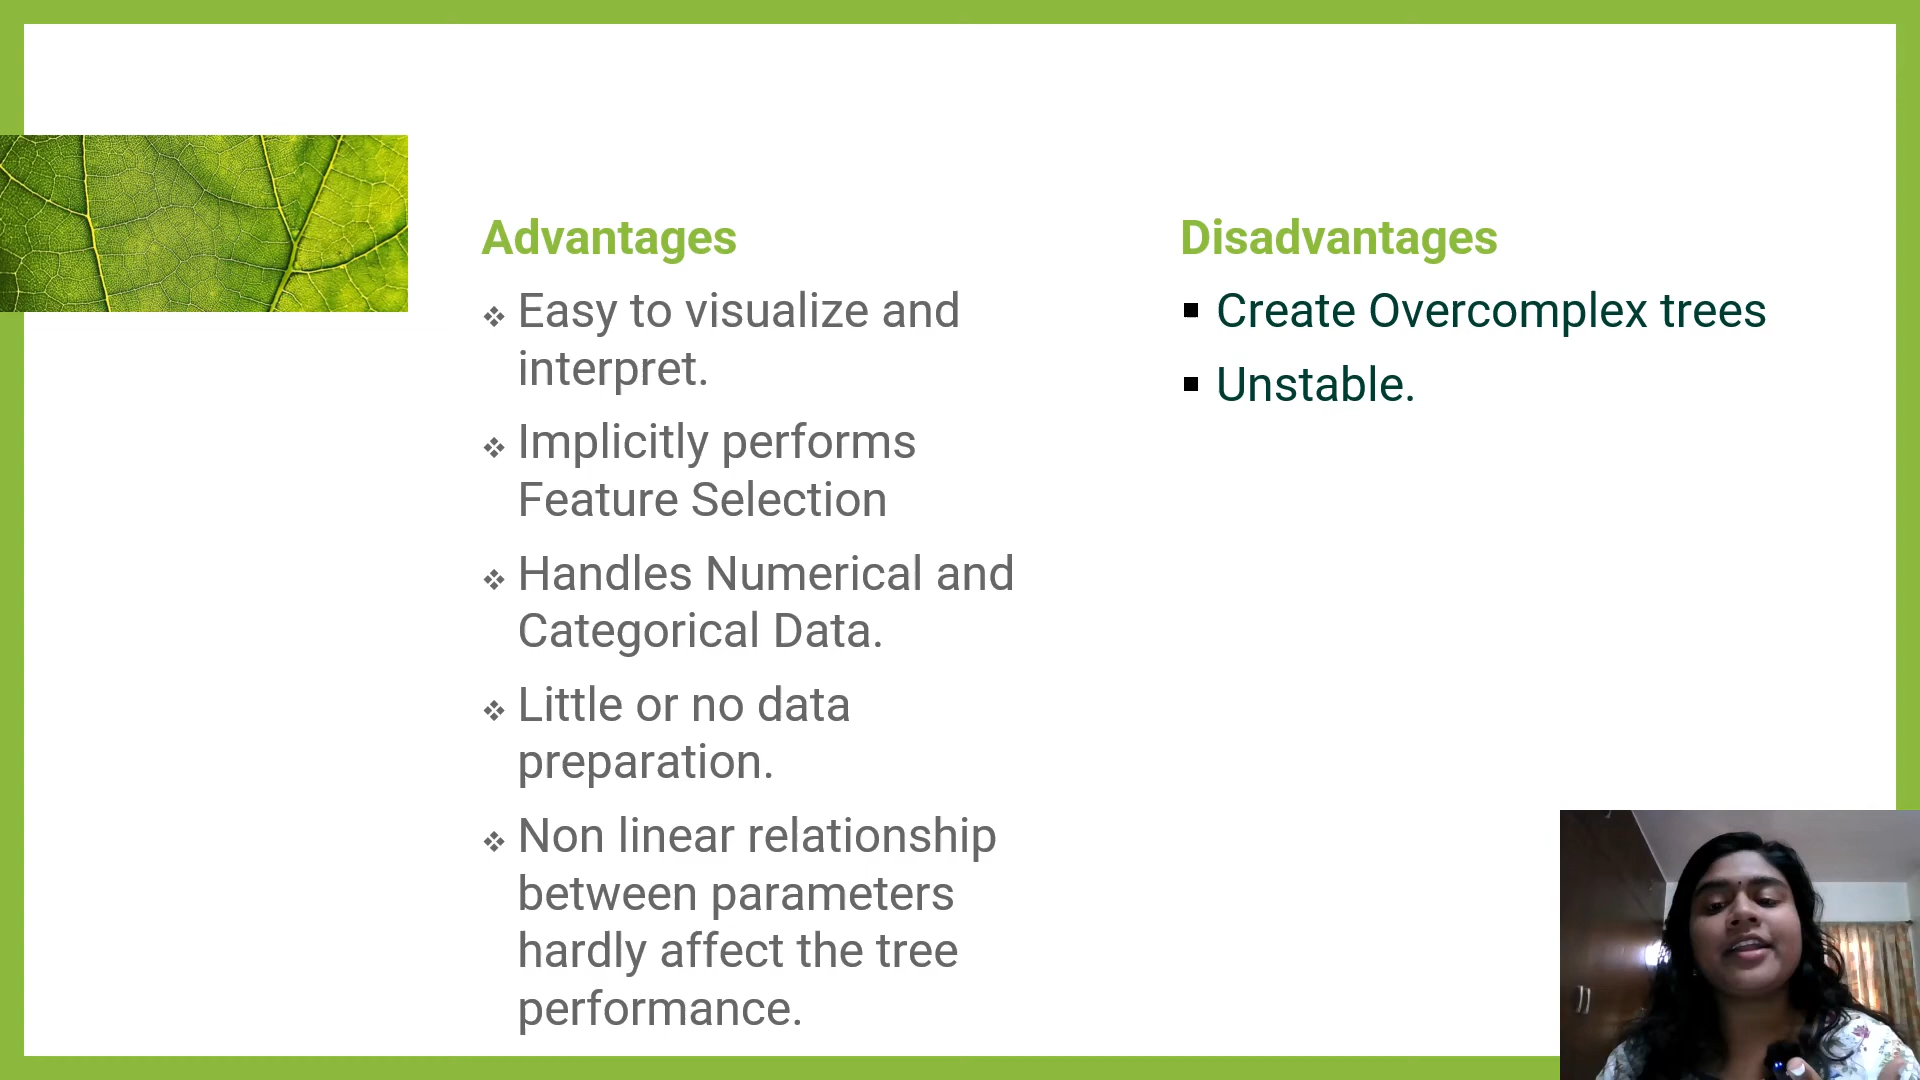 Advantages
Easy to visualize and
interpret.
Implicitly performs
Feature Selection
Handles Numerical and
Categorical Data.
Little or no data
preparation.
Non linear relationship
between parameters
hardly affect the tree
performance.
Disadvantages
Create Overcomplex trees
Unstable.